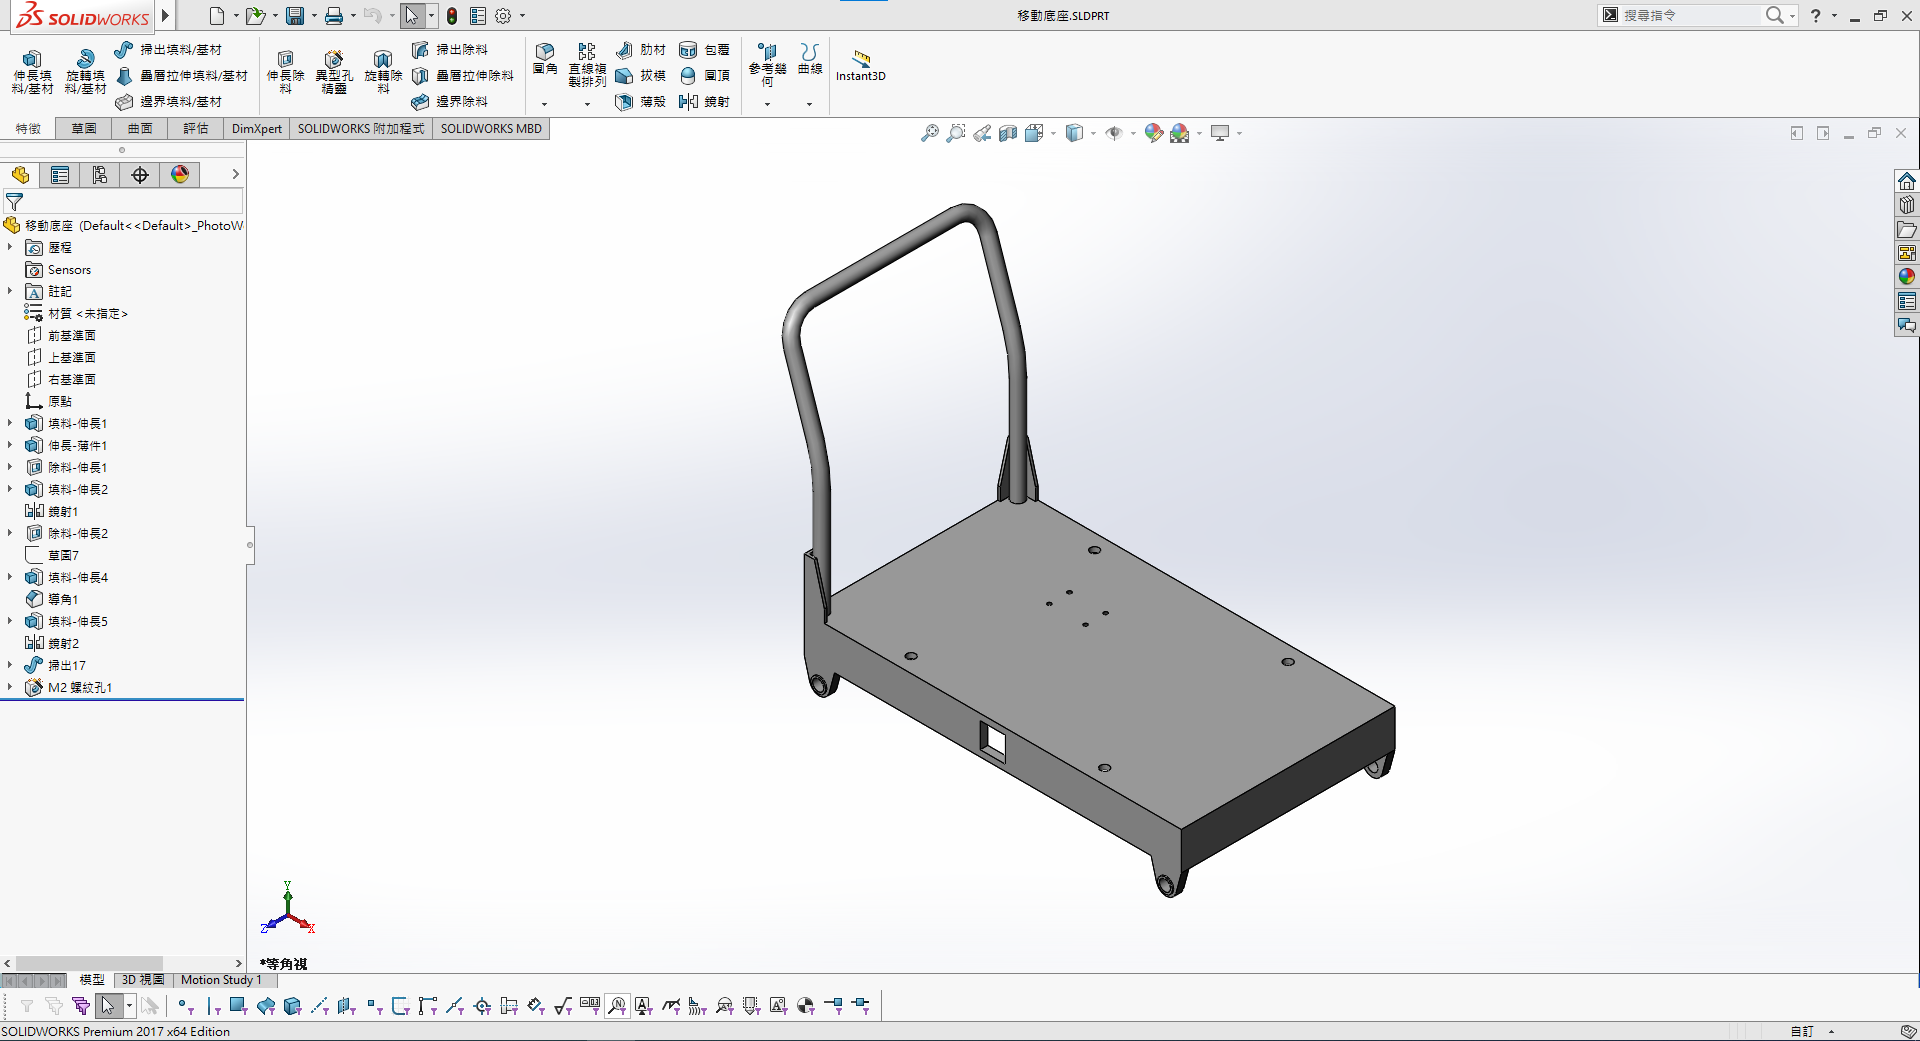 SOLIDWORKS
移動底座.SLDPRT
搜尋指令
伸長填料/基材
旋轉填料/基材
掃出填料/基材
疊層拉伸填料/基材
邊界填料/基材
伸長除料
異型孔精靈
旋轉除料
掃出除料
疊層拉伸除料
邊界除料
圓角
直線複製排列
肋材
拔模
薄殼
包覆
圓頂
鏡射
參考幾何
曲線
Instant3D
特徵
草圖
曲面
評估
DimXpert
SOLIDWORKS 附加程式
SOLIDWORKS MBD
移動底座 (Default<<Default>_PhotoW
歷程
Sensors
註記
材質 <未指定>
前基準面
上基準面
右基準面
原點
填料-伸長1
伸長-薄件1
除料-伸長1
填料-伸長2
鏡射1
除料-伸長2
草圖7
填料-伸長4
導角1
填料-伸長5
鏡射2
掃出17
M2 螺紋孔1
Y
Z
X
*等角視
模型
3D 視圖
Motion Study 1
SOLIDWORKS Premium 2017 x64 Edition
自訂